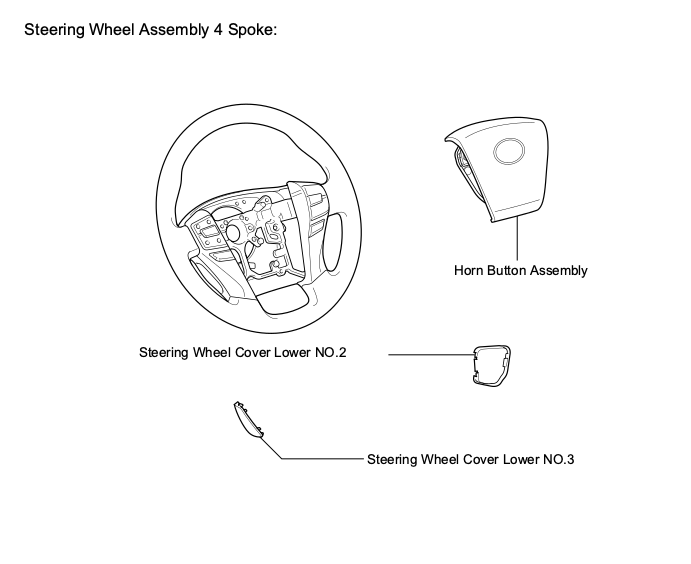 Steering Wheel Assembly 4 Spoke:
Horn Button Assembly
Steering Wheel Cover Lower NO.2
Steering Wheel Cover Lower NO.3